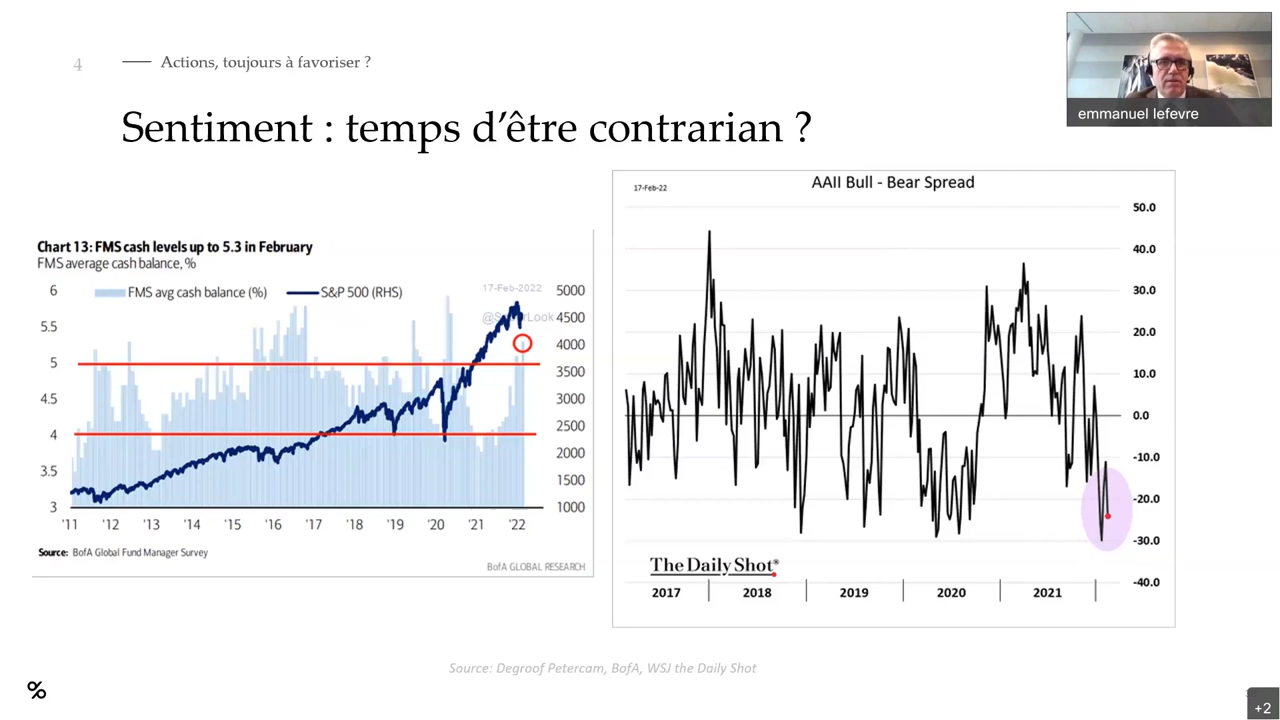 4
Actions, toujours à favoriser ?
Sentiment : temps d’être contrarian ?
emmanuel lefevre
Chart 13: FMS cash levels up to 5.3 in February
FMS average cash balance, %
FMS avg cash balance (%)
S&P 500 (RHS)
17-Feb-2022
6
5.5
5
4.5
4
3.5
3
5000
4500
4000
3500
3000
2500
2000
1500
1000
'11 '12 '13 '14 '15 '16 '17 '18 '19 '20 '21 '22
Source: BofA Global Fund Manager Survey
BofA GLOBAL RESEARCH
17-Feb-22
AAII Bull - Bear Spread
50.0
40.0
30.0
20.0
10.0
0.0
-10.0
-20.0
-30.0
-40.0
The Daily Shot®
2017 2018 2019 2020 2021
Source: Degroof Petercam, BofA, WSJ the Daily Shot
+2